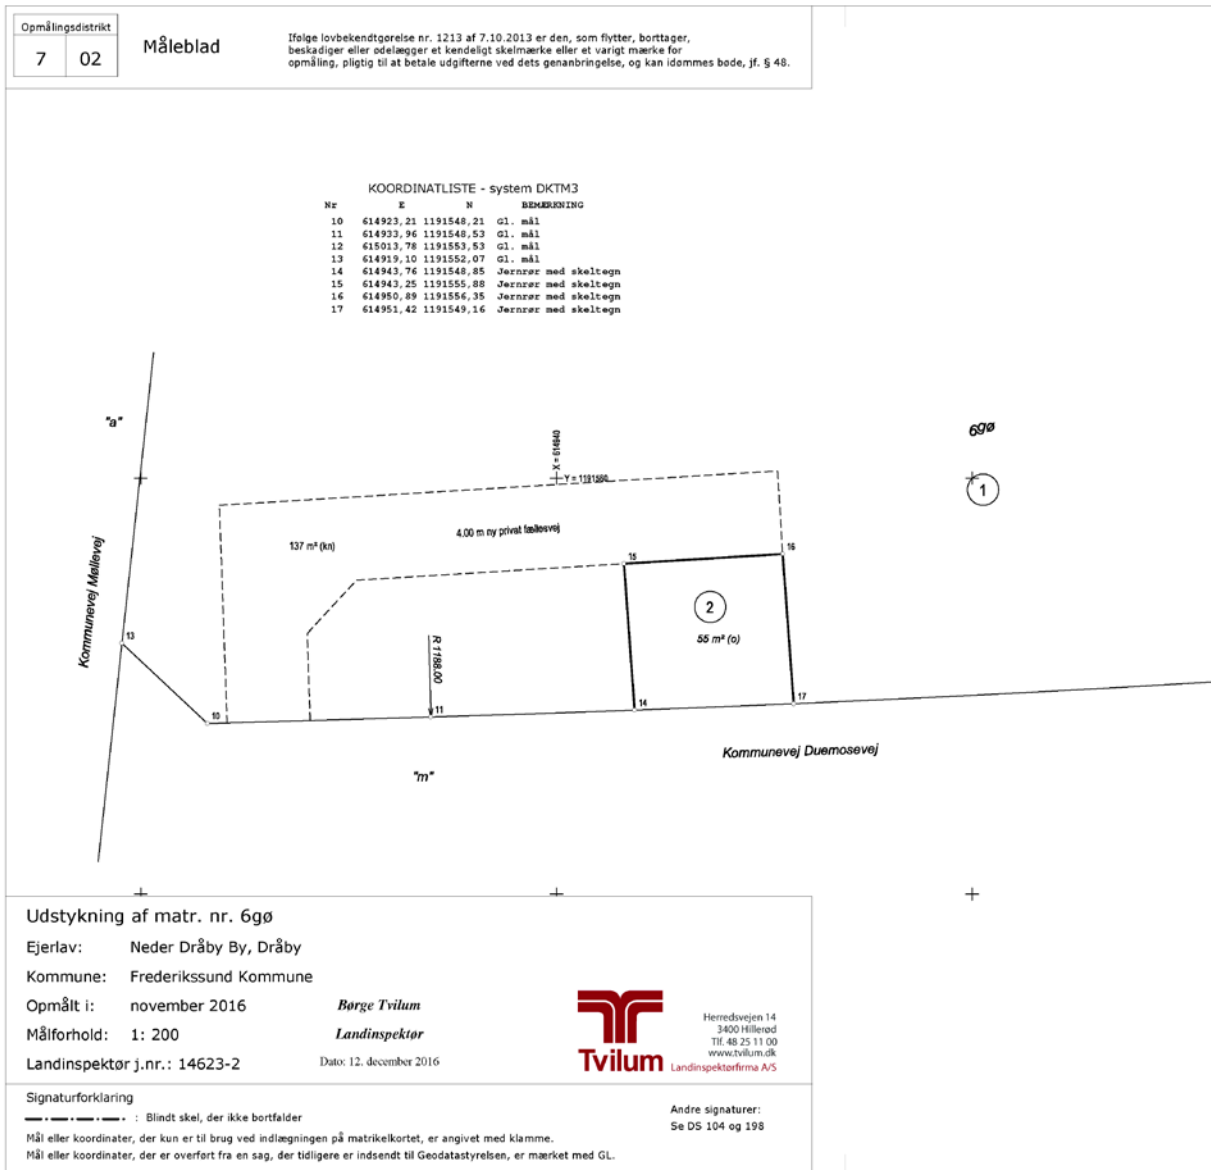 Opmålingsdistrikt
7 02
Måleblad
Ifølge lovbekendtgørelse nr. 1213 af 7.10.2013 er den, som flytter, borttager,
beskadiger eller ødelægger et kendeligt skelmærke eller et varigt mærke for
opmåling, pligtig til at betale udgifterne ved dets genanbringelse, og kan idømmes bøde, jf. § 48.
KOORDINATLISTE - system DKTM3
Nr E N BEMÆRKNING
10 614923,21 1191548,21 Gl. mål
11 614933,96 1191548,53 Gl. mål
12 615013,78 1191553,53 Gl. mål
13 614919,10 1191552,07 Gl. mål
14 614943,76 1191548,85 Jernrør med skeltegn
15 614943,25 1191555,88 Jernrør med skeltegn
16 614950,89 1191556,35 Jernrør med skeltegn
17 614951,42 1191549,16 Jernrør med skeltegn
"a"
6gø
X = 614940
Y = 1191560
1
4.00 m ny privat fællesvej
137 m² (kn)
15
16
Kommunevej Møllevej
2
55 m² (o)
13
R 1188.00
10
11
14
17
Kommunevej Duemosevej
"m"
Udstykning af matr. nr. 6gø
Ejerlav: Neder Dråby By, Dråby
Kommune: Frederikssund Kommune
Opmålt i: november 2016
Børge Tvilum
Målforhold: 1: 200
Landinspektør
Landinspektør j.nr.: 14623-2
Dato: 12. december 2016
Tvilum
Herredsvejen 14
3400 Hillerød
Tlf. 48 25 11 00
www.tvilum.dk
Landinspektørfirma A/S
Signaturforklaring
: Blindt skel, der ikke bortfalder
Mål eller koordinater, der kun er til brug ved indlægningen på matrikelkortet, er angivet med klamme.
Mål eller koordinater, der er overført fra en sag, der tidligere er indsendt til Geodatastyrelsen, er mærket med GL.
Andre signaturer:
Se DS 104 og 198